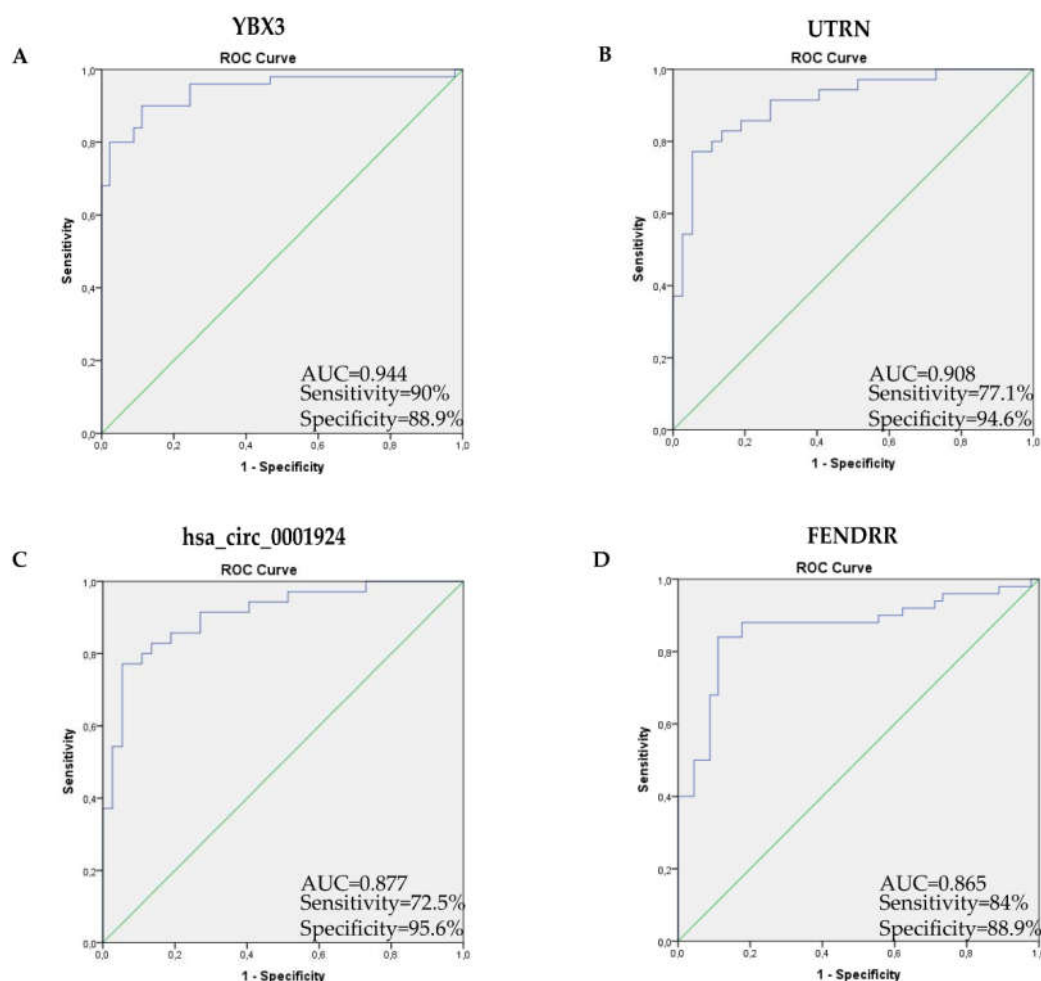 YBX3
A
ROC Curve
1,0
0,8
0,6
0,4
0,2
0,0
Sensitivity
AUC=0.944
Sensitivity=90%
Specificity=88.9%
0,0 0,2 0,4 0,6 0,8 1,0
1 - Specificity
UTRN
B
ROC Curve
1,0
0,8
0,6
0,4
0,2
0,0
Sensitivity
AUC=0.908
Sensitivity=77.1%
Specificity=94.6%
0,0 0,2 0,4 0,6 0,8 1,0
1 - Specificity
hsa_circ_0001924
C
ROC Curve
1,0
0,8
0,6
0,4
0,2
0,0
Sensitivity
AUC=0.877
Sensitivity=72.5%
Specificity=95.6%
0,0 0,2 0,4 0,6 0,8 1,0
1 - Specificity
FENDRR
D
ROC Curve
1,0
0,8
0,6
0,4
0,2
0,0
Sensitivity
AUC=0.865
Sensitivity=84%
Specificity=88.9%
0,0 0,2 0,4 0,6 0,8 1,0
1 - Specificity